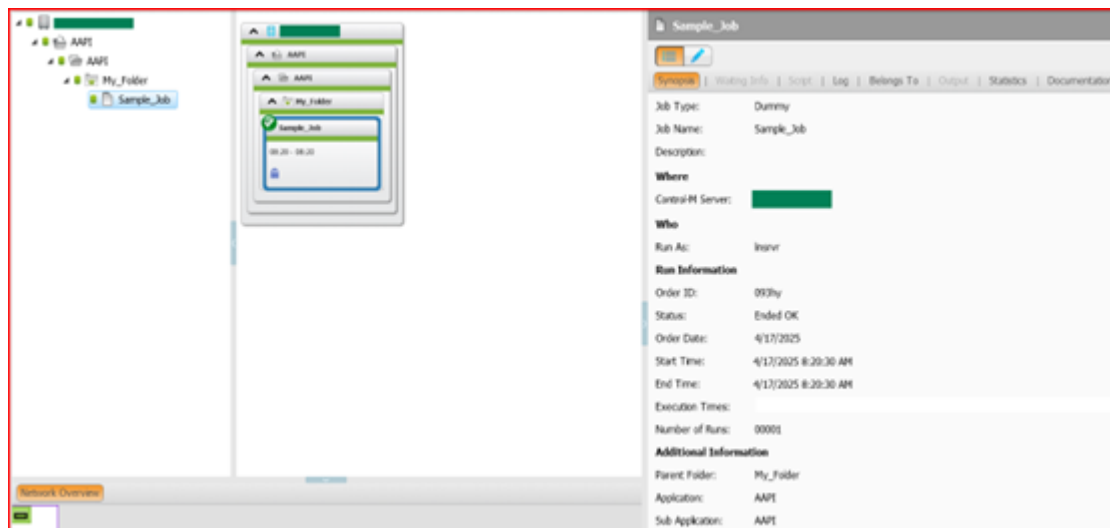 AAPI
AAPI
My_Folder
Sample_Job
AAPI
AAPI
My_Folder
Sample_Job
08:20 - 08:20
Network Overview
Sample_Job
Synopsis | Waiting Info | Script | Log | Belongs To | Output | Statistics | Documentation
Job Type: Dummy
Job Name: Sample_Job
Description:
Where
Control-M Server:
Who
Run As: lnsrvr
Run Information
Order ID: 093hy
Status: Ended OK
Order Date: 4/17/2025
Start Time: 4/17/2025 8:20:30 AM
End Time: 4/17/2025 8:20:30 AM
Execution Times:
Number of Runs: 00001
Additional Information
Parent Folder: My_Folder
Application: AAPI
Sub Application: AAPI